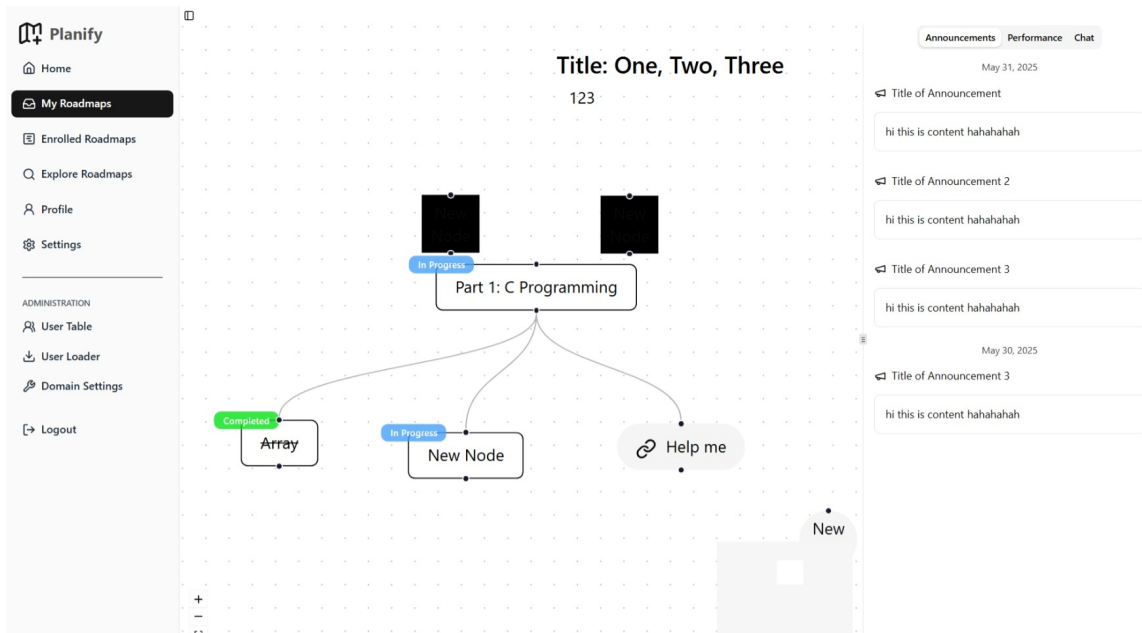 Planify
Home
My Roadmaps
Enrolled Roadmaps
Explore Roadmaps
Profile
Settings
ADMINISTRATION
User Table
User Loader
Domain Settings
Logout
Title: One, Two, Three
123
New
Node
New
Node
In Progress
Part 1: C Programming
Completed
Array
In Progress
New Node
Help me
New
Announcements Performance Chat
May 31, 2025
Title of Announcement
hi this is content hahahahah
Title of Announcement 2
hi this is content hahahahah
Title of Announcement 3
hi this is content hahahahah
May 30, 2025
Title of Announcement 3
hi this is content hahahahah